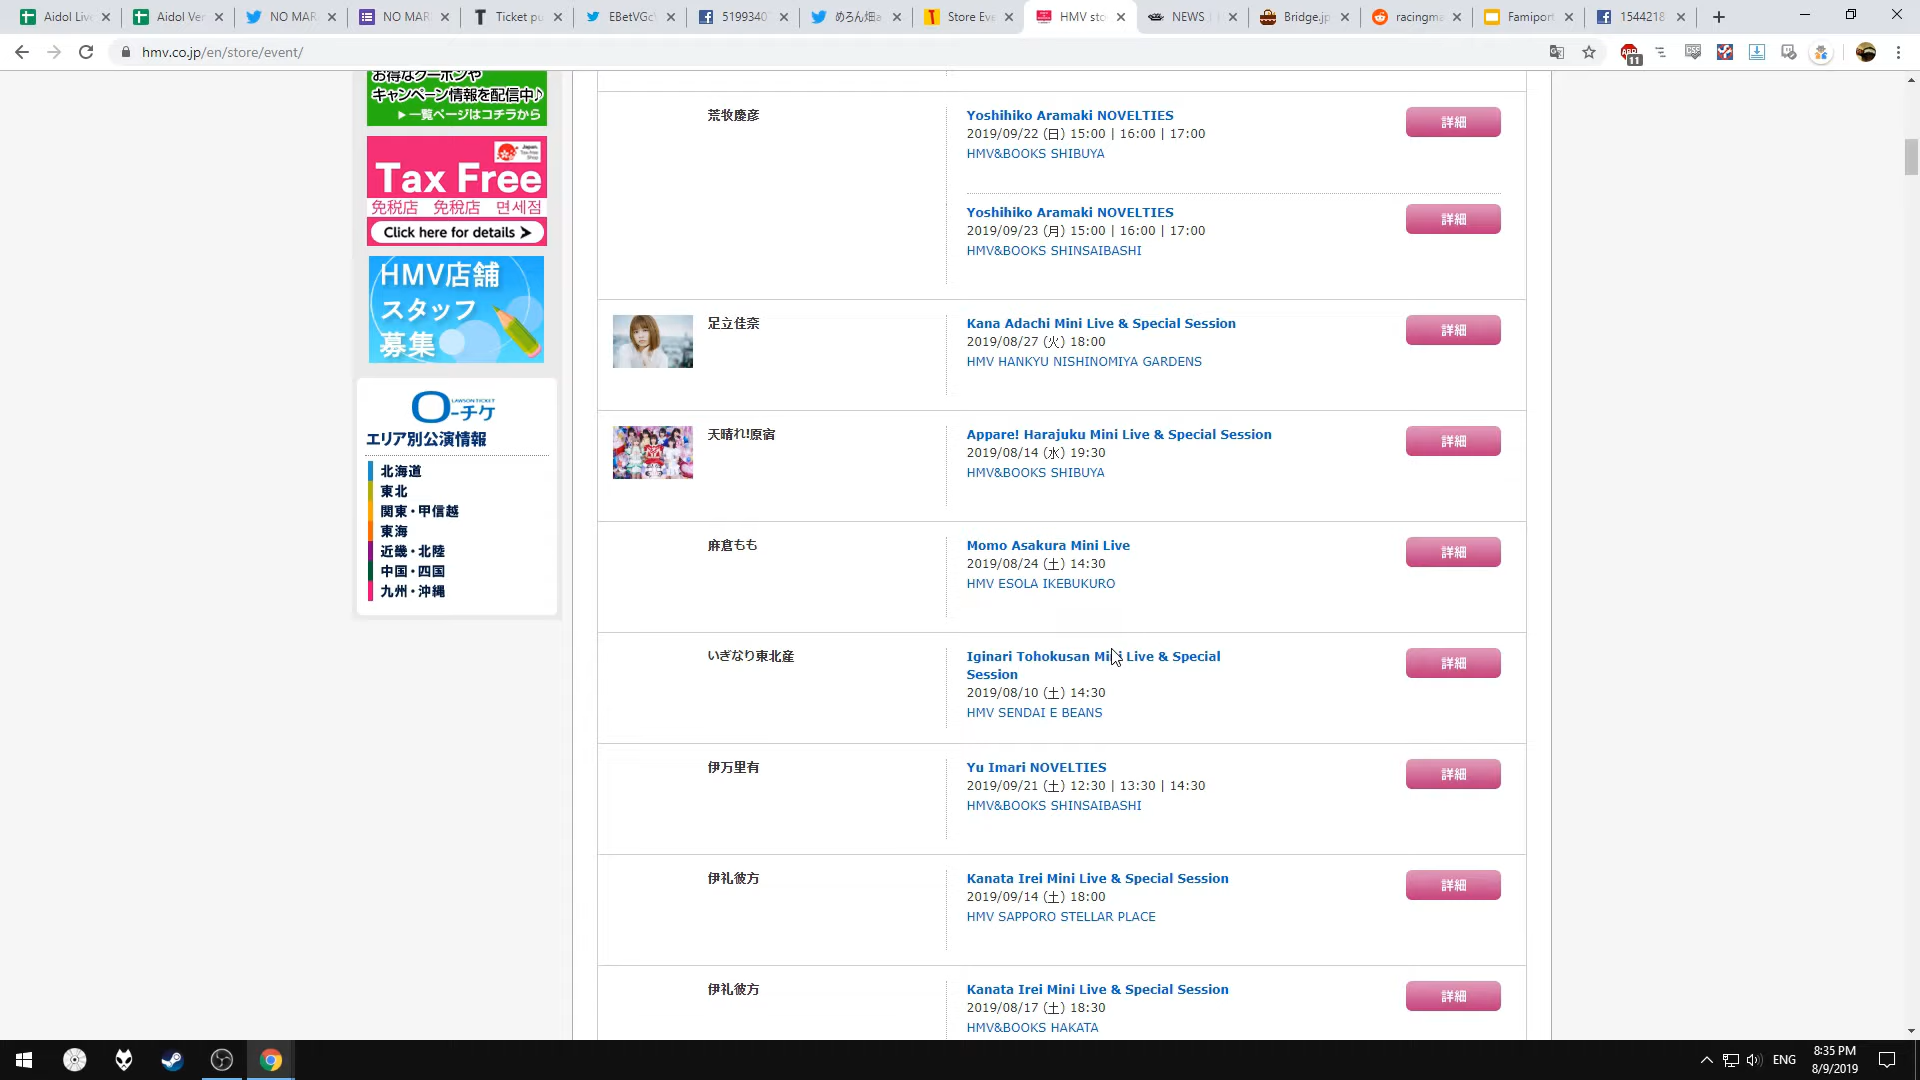 Aidol Live
Aidol Ver
NO MAR
NO MAR
Ticket pu
EBetVGc
5199340
めろん畑a
Store Eve
HMV sto
NEWS
Bridge.jp
racingma
Famiport
1544218
hmv.co.jp/en/store/event/
11
お得なクーポンや
キャンペーン情報を配信中♪
▶一覧ページはコチラから
Japan.
Tax-free
Shop
Tax Free
免税店 免稅店 면세점
Click here for details
HMV店舗
スタッフ
募集
LAWSON TICKET
ローチケ
エリア別公演情報
北海道
東北
関東・甲信越
東海
近畿・北陸
中国・四国
九州・沖縄
荒牧慶彦
Yoshihiko Aramaki NOVELTIES
2019/09/22 (日) 15:00 | 16:00 | 17:00
HMV&BOOKS SHIBUYA
詳細
Yoshihiko Aramaki NOVELTIES
2019/09/23 (月) 15:00 | 16:00 | 17:00
HMV&BOOKS SHINSAIBASHI
詳細
足立佳奈
Kana Adachi Mini Live & Special Session
2019/08/27 (火) 18:00
HMV HANKYU NISHINOMIYA GARDENS
詳細
天晴れ!原宿
Appare! Harajuku Mini Live & Special Session
2019/08/14 (水) 19:30
HMV&BOOKS SHIBUYA
詳細
麻倉もも
Momo Asakura Mini Live
2019/08/24 (土) 14:30
HMV ESOLA IKEBUKURO
詳細
いぎなり東北産
Iginari Tohokusan Mini Live & Special
Session
2019/08/10 (土) 14:30
HMV SENDAI E BEANS
詳細
伊万里有
Yu Imari NOVELTIES
2019/09/21 (土) 12:30 | 13:30 | 14:30
HMV&BOOKS SHINSAIBASHI
詳細
伊礼彼方
Kanata Irei Mini Live & Special Session
2019/09/14 (土) 18:00
HMV SAPPORO STELLAR PLACE
詳細
伊礼彼方
Kanata Irei Mini Live & Special Session
2019/08/17 (土) 18:30
HMV&BOOKS HAKATA
詳細
ENG
8:35 PM
8/9/2019